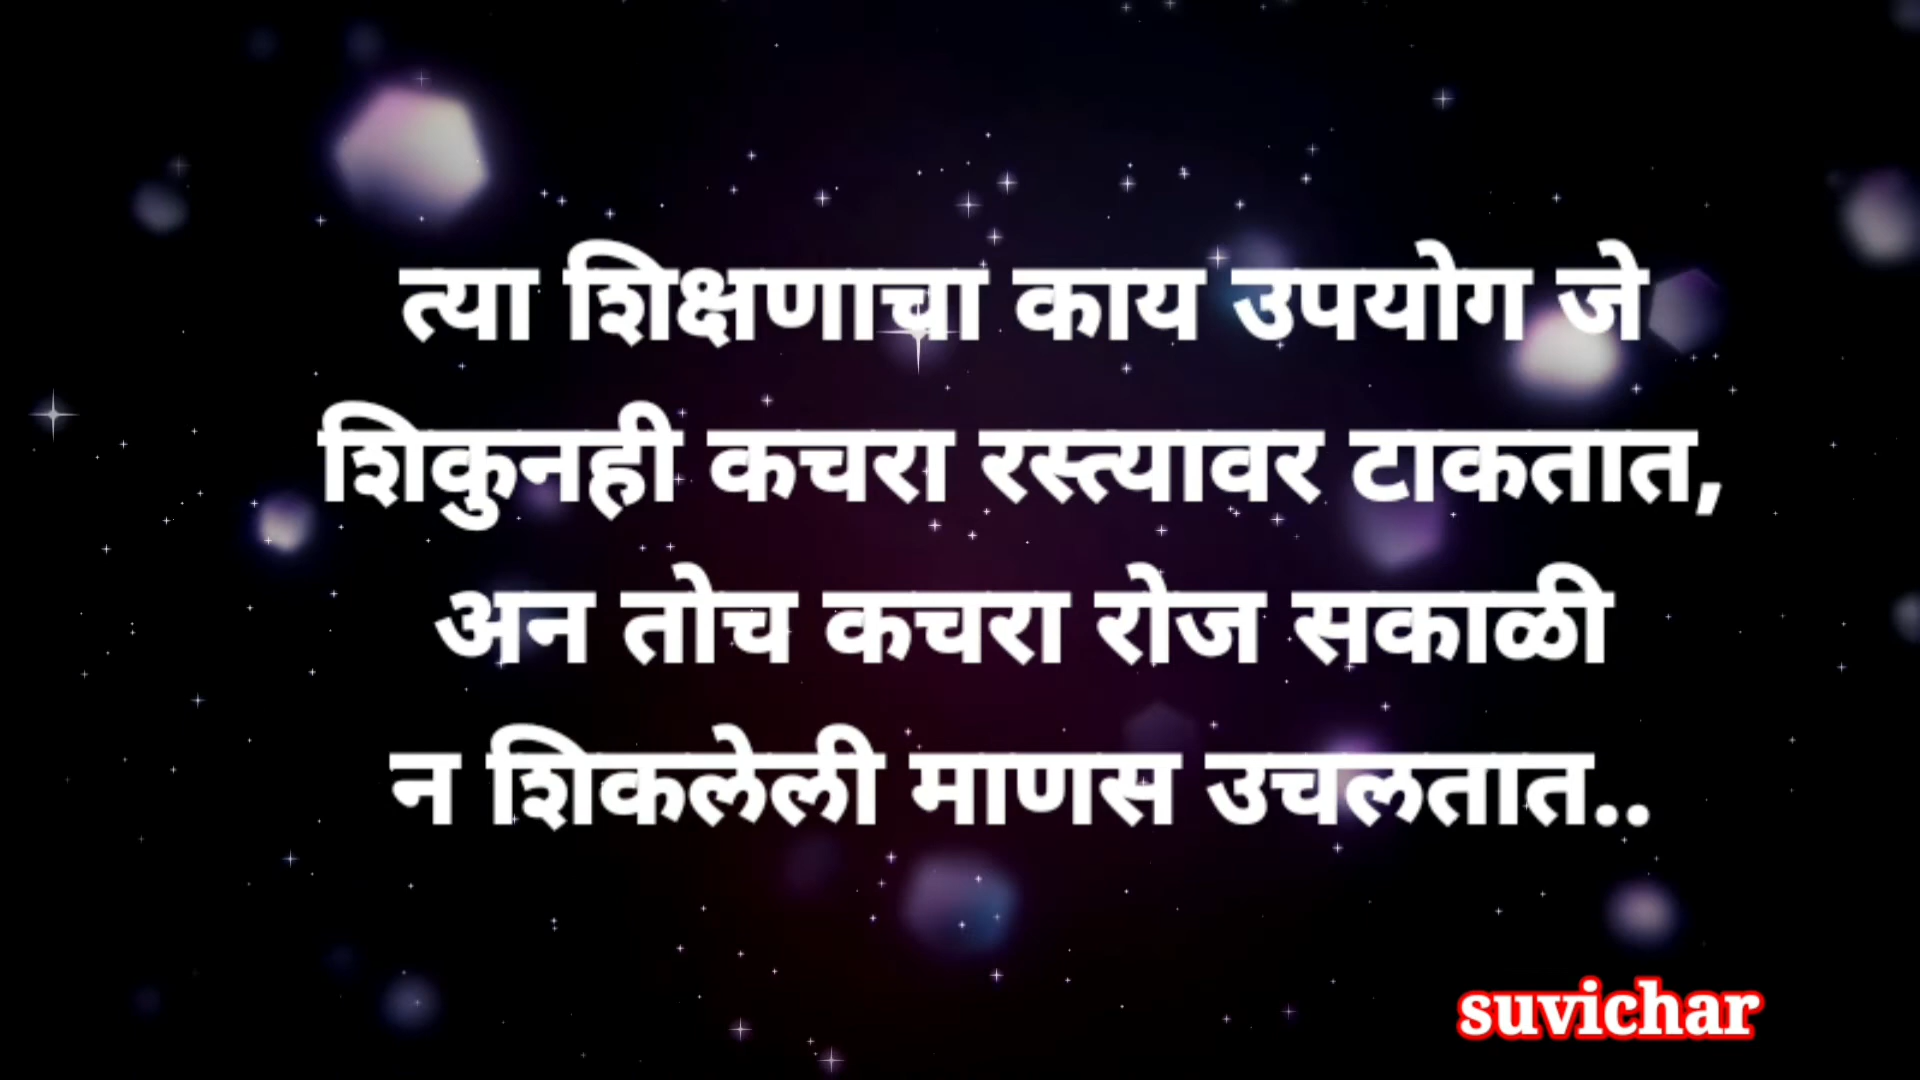 त्या शिक्षणाचा काय उपयोग जे
शिकुनही कचरा रस्त्यावर टाकतात,
अन तोच कचरा रोज सकाळी
न शिकलेली माणस उचलतात..
suvichar